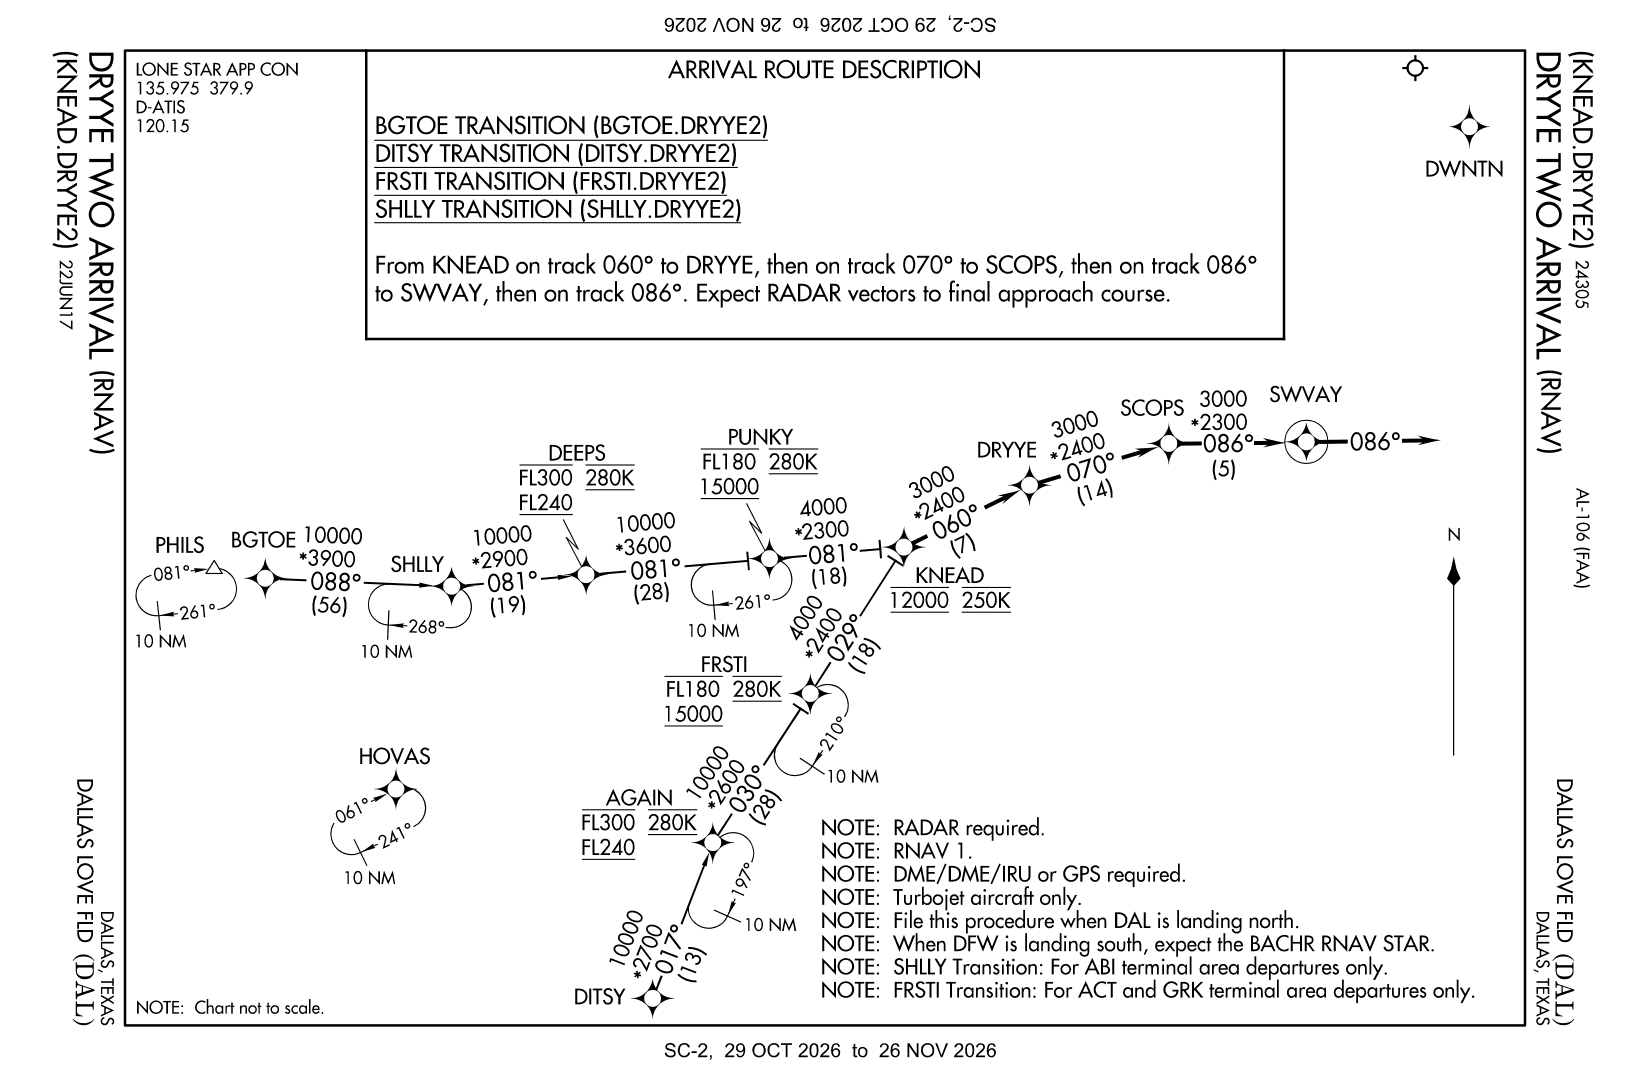 SC-2, 29 OCT 2026 to 26 NOV 2026
(KNEAD.DRYYE2) 22JUN17
DRYYE TWO ARRIVAL (RNAV)
DALLAS LOVE FLD (DAL)
DALLAS, TEXAS
LONE STAR APP CON
135.975 379.9
D-ATIS
120.15
ARRIVAL ROUTE DESCRIPTION
BGTOE TRANSITION (BGTOE.DRYYE2)
DITSY TRANSITION (DITSY.DRYYE2)
FRSTI TRANSITION (FRSTI.DRYYE2)
SHLLY TRANSITION (SHLLY.DRYYE2)
From KNEAD on track 060° to DRYYE, then on track 070° to SCOPS, then on track 086°
to SWVAY, then on track 086°. Expect RADAR vectors to final approach course.
DWNTN
(KNEAD.DRYYE2) 24305
DRYYE TWO ARRIVAL (RNAV)
AL-106 (FAA)
DALLAS LOVE FLD (DAL)
DALLAS, TEXAS
PHILS
081°
261°
10 NM
BGTOE
10000
*3900
088°
(56)
SHLLY
268°
10 NM
10000
*2900
081°
(19)
DEEPS
FL300 280K
FL240
10000
*3600
081°
(28)
PUNKY
FL180 280K
15000
261°
10 NM
4000
*2300
081°
(18)
KNEAD
12000 250K
3000
*2400
060°
(7)
DRYYE
3000
*2400
070°
(14)
SCOPS
3000
*2300
086°
(5)
SWVAY
086°
N
4000
*2400
029°
(18)
FRSTI
FL180 280K
15000
210°
10 NM
10000
*2600
030°
(28)
AGAIN
FL300 280K
FL240
197°
10 NM
10000
*2700
017°
(13)
DITSY
HOVAS
061°
241°
10 NM
NOTE: RADAR required.
NOTE: RNAV 1.
NOTE: DME/DME/IRU or GPS required.
NOTE: Turbojet aircraft only.
NOTE: File this procedure when DAL is landing north.
NOTE: When DFW is landing south, expect the BACHR RNAV STAR.
NOTE: SHLLY Transition: For ABI terminal area departures only.
NOTE: FRSTI Transition: For ACT and GRK terminal area departures only.
NOTE: Chart not to scale.
SC-2, 29 OCT 2026 to 26 NOV 2026